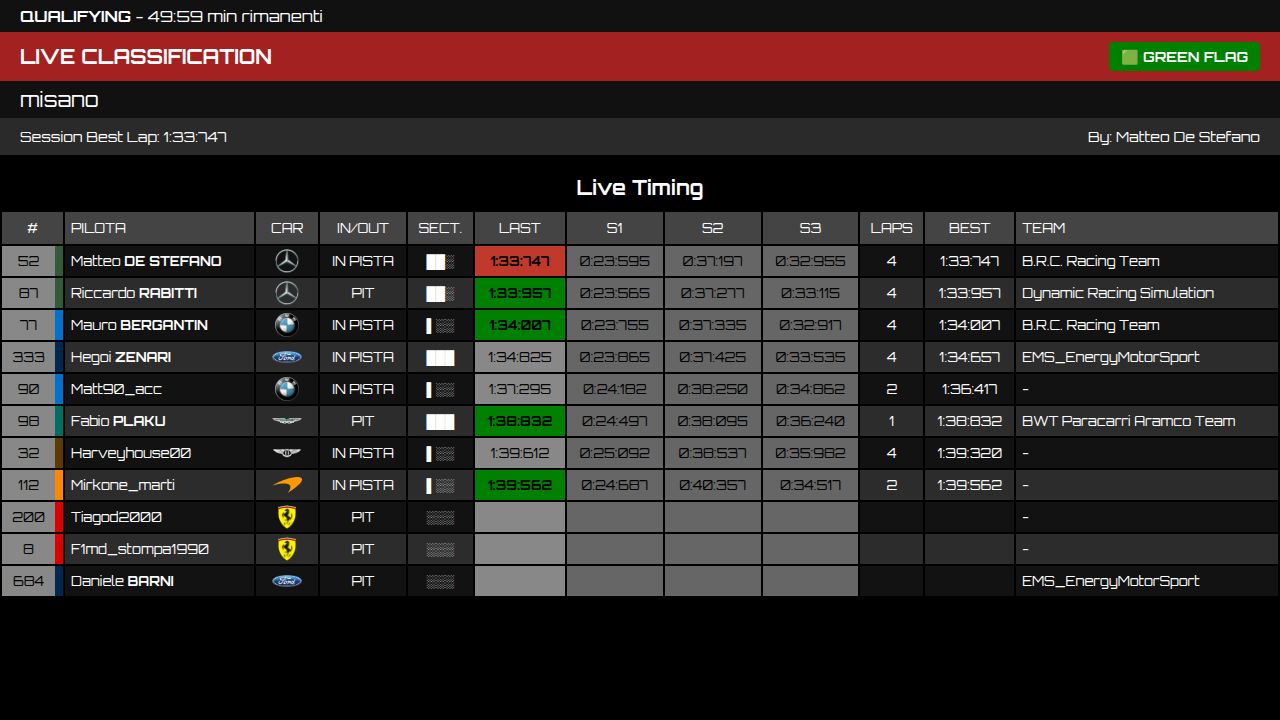 QUALIFYING - 49:59 min rimanenti
LIVE CLASSIFICATION
GREEN FLAG
misano
Session Best Lap: 1:33:747
By: Matteo De Stefano
Live Timing
# PILOTA CAR IN/OUT SECT. LAST S1 S2 S3 LAPS BEST TEAM
52 Matteo DE STEFANO IN PISTA 1:33:747 0:23:595 0:37:197 0:32:955 4 1:33:747 B.R.C. Racing Team
87 Riccardo RABITTI PIT 1:33:957 0:23:565 0:37:277 0:33:115 4 1:33:957 Dynamic Racing Simulation
77 Mauro BERGANTIN IN PISTA 1:34:007 0:23:755 0:37:335 0:32:917 4 1:34:007 B.R.C. Racing Team
333 Hegoi ZENARI Ford IN PISTA 1:34:825 0:23:865 0:37:425 0:33:535 4 1:34:657 EMS_EnergyMotorSport
90 Matt90_acc IN PISTA 1:37:295 0:24:182 0:38:250 0:34:862 2 1:36:417 -
98 Fabio PLAKU PIT 1:38:832 0:24:497 0:38:095 0:36:240 1 1:38:832 BWT Paracarri Aramco Team
32 Harveyhouse00 IN PISTA 1:39:612 0:25:092 0:38:537 0:35:982 4 1:39:320 -
112 Mirkone_marti IN PISTA 1:39:562 0:24:687 0:40:357 0:34:517 2 1:39:562 -
200 Tiagod2000 PIT -
8 F1md_stompa1990 PIT -
684 Daniele BARNI Ford PIT EMS_EnergyMotorSport